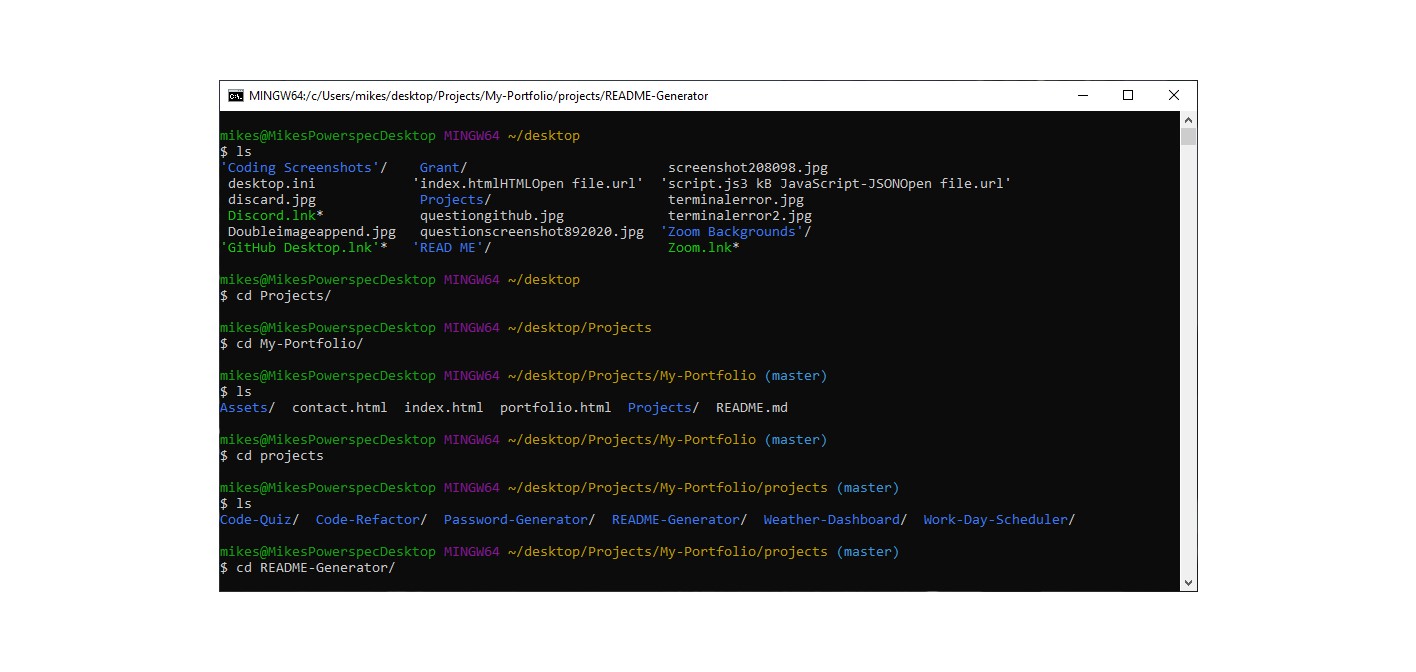 MINGW64:/c/Users/mikes/desktop/Projects/My-Portfolio/projects/README-Generator
mikes@MikesPowerspecDesktop MINGW64 ~/desktop
$ ls
'Coding Screenshots'/    Grant/                         screenshot208098.jpg
 desktop.ini            'index.htmlHTMLOpen file.url'  'script.js3 kB JavaScript-JSONOpen file.url'
 discard.jpg             Projects/                      terminalerror.jpg
 Discord.lnk*            questiongithub.jpg             terminalerror2.jpg
 Doubleimageappend.jpg   questionscreenshot892020.jpg  'Zoom Backgrounds'/
'GitHub Desktop.lnk'*   'READ ME'/                      Zoom.lnk*
mikes@MikesPowerspecDesktop MINGW64 ~/desktop
$ cd Projects/
mikes@MikesPowerspecDesktop MINGW64 ~/desktop/Projects
$ cd My-Portfolio/
mikes@MikesPowerspecDesktop MINGW64 ~/desktop/Projects/My-Portfolio (master)
$ ls
Assets/  contact.html  index.html  portfolio.html  Projects/  README.md
mikes@MikesPowerspecDesktop MINGW64 ~/desktop/Projects/My-Portfolio (master)
$ cd projects
mikes@MikesPowerspecDesktop MINGW64 ~/desktop/Projects/My-Portfolio/projects (master)
$ ls
Code-Quiz/  Code-Refactor/  Password-Generator/  README-Generator/  Weather-Dashboard/  Work-Day-Scheduler/
mikes@MikesPowerspecDesktop MINGW64 ~/desktop/Projects/My-Portfolio/projects (master)
$ cd README-Generator/